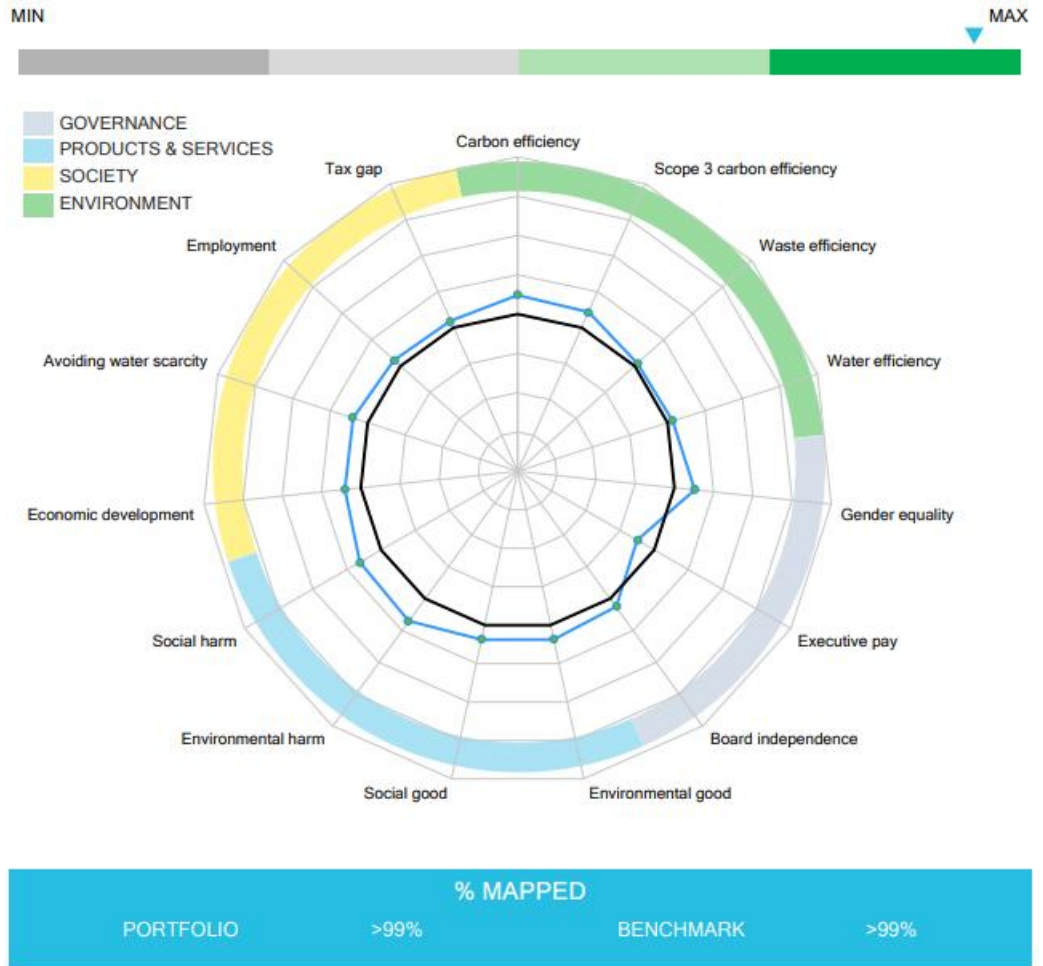 MIN
MAX
GOVERNANCE
PRODUCTS & SERVICES
SOCIETY
ENVIRONMENT
Carbon efficiency
Tax gap
Scope 3 carbon efficiency
Employment
Waste efficiency
Avoiding water scarcity
Water efficiency
Economic development
Gender equality
Social harm
Executive pay
Environmental harm
Board independence
Social good
Environmental good
% MAPPED
PORTFOLIO >99% BENCHMARK >99%